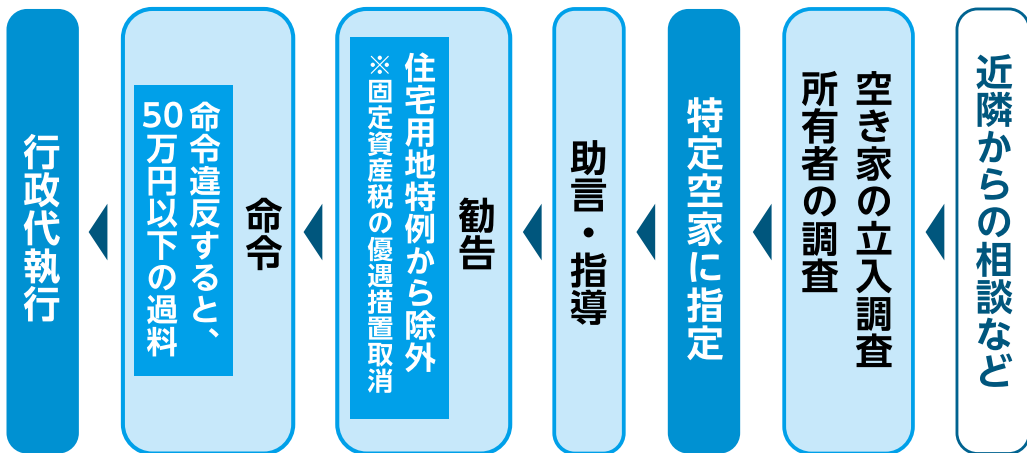 近隣からの相談など
空き家の立入調査
所有者の調査
特定空家に指定
助言・指導
勧告
住宅用地特例から除外
※固定資産税の優遇措置取消
命令
命令違反すると、
50万円以下の過料
行政代執行